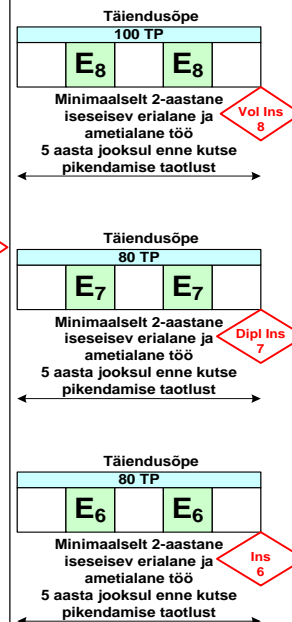 Täiendusõpe
100 TP
E₈ E₈
Minimaalselt 2-aastane
iseseisev erialane ja
ametialane töö
5 aasta jooksul enne kutse
pikendamise taotlust
Vol Ins
8
Täiendusõpe
80 TP
E₇ E₇
Minimaalselt 2-aastane
iseseisev erialane ja
ametialane töö
5 aasta jooksul enne kutse
pikendamise taotlust
Dipl Ins
7
Täiendusõpe
80 TP
E₆ E₆
Minimaalselt 2-aastane
iseseisev erialane ja
ametialane töö
5 aasta jooksul enne kutse
pikendamise taotlust
Ins
6